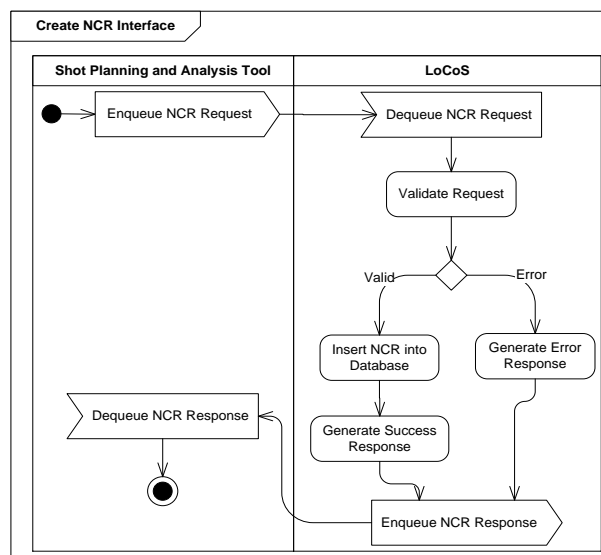 Create NCR Interface
Shot Planning and Analysis Tool
LoCoS
Enqueue NCR Request
Dequeue NCR Request
Validate Request
Valid
Error
Insert NCR into
Database
Generate Error
Response
Dequeue NCR Response
Generate Success
Response
Enqueue NCR Response